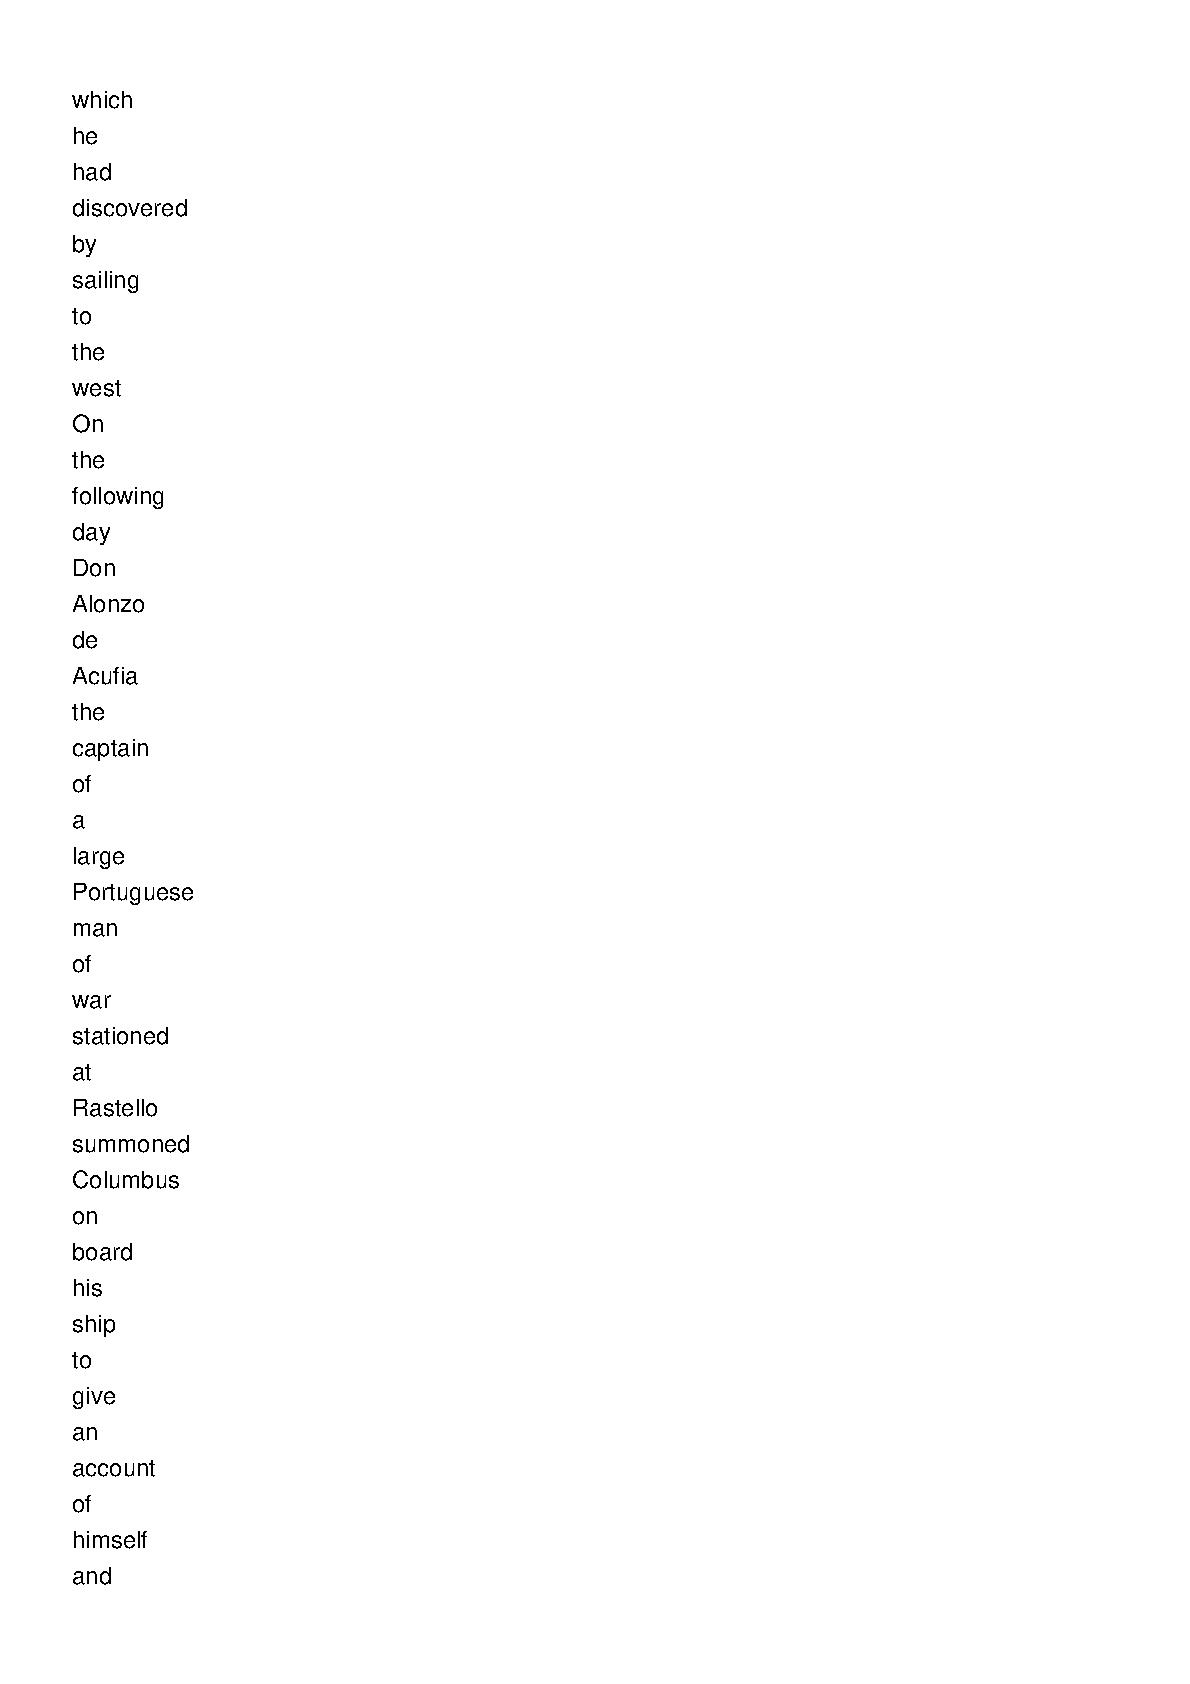 which
he
had
discovered
by
sailing
to
the
west
On
the
following
day
Don
Alonzo
de
Acufia
the
captain
of
a
large
Portuguese
man
of
war
stationed
at
Rastello
summoned
Columbus
on
board
his
ship
to
give
an
account
of
himself
and